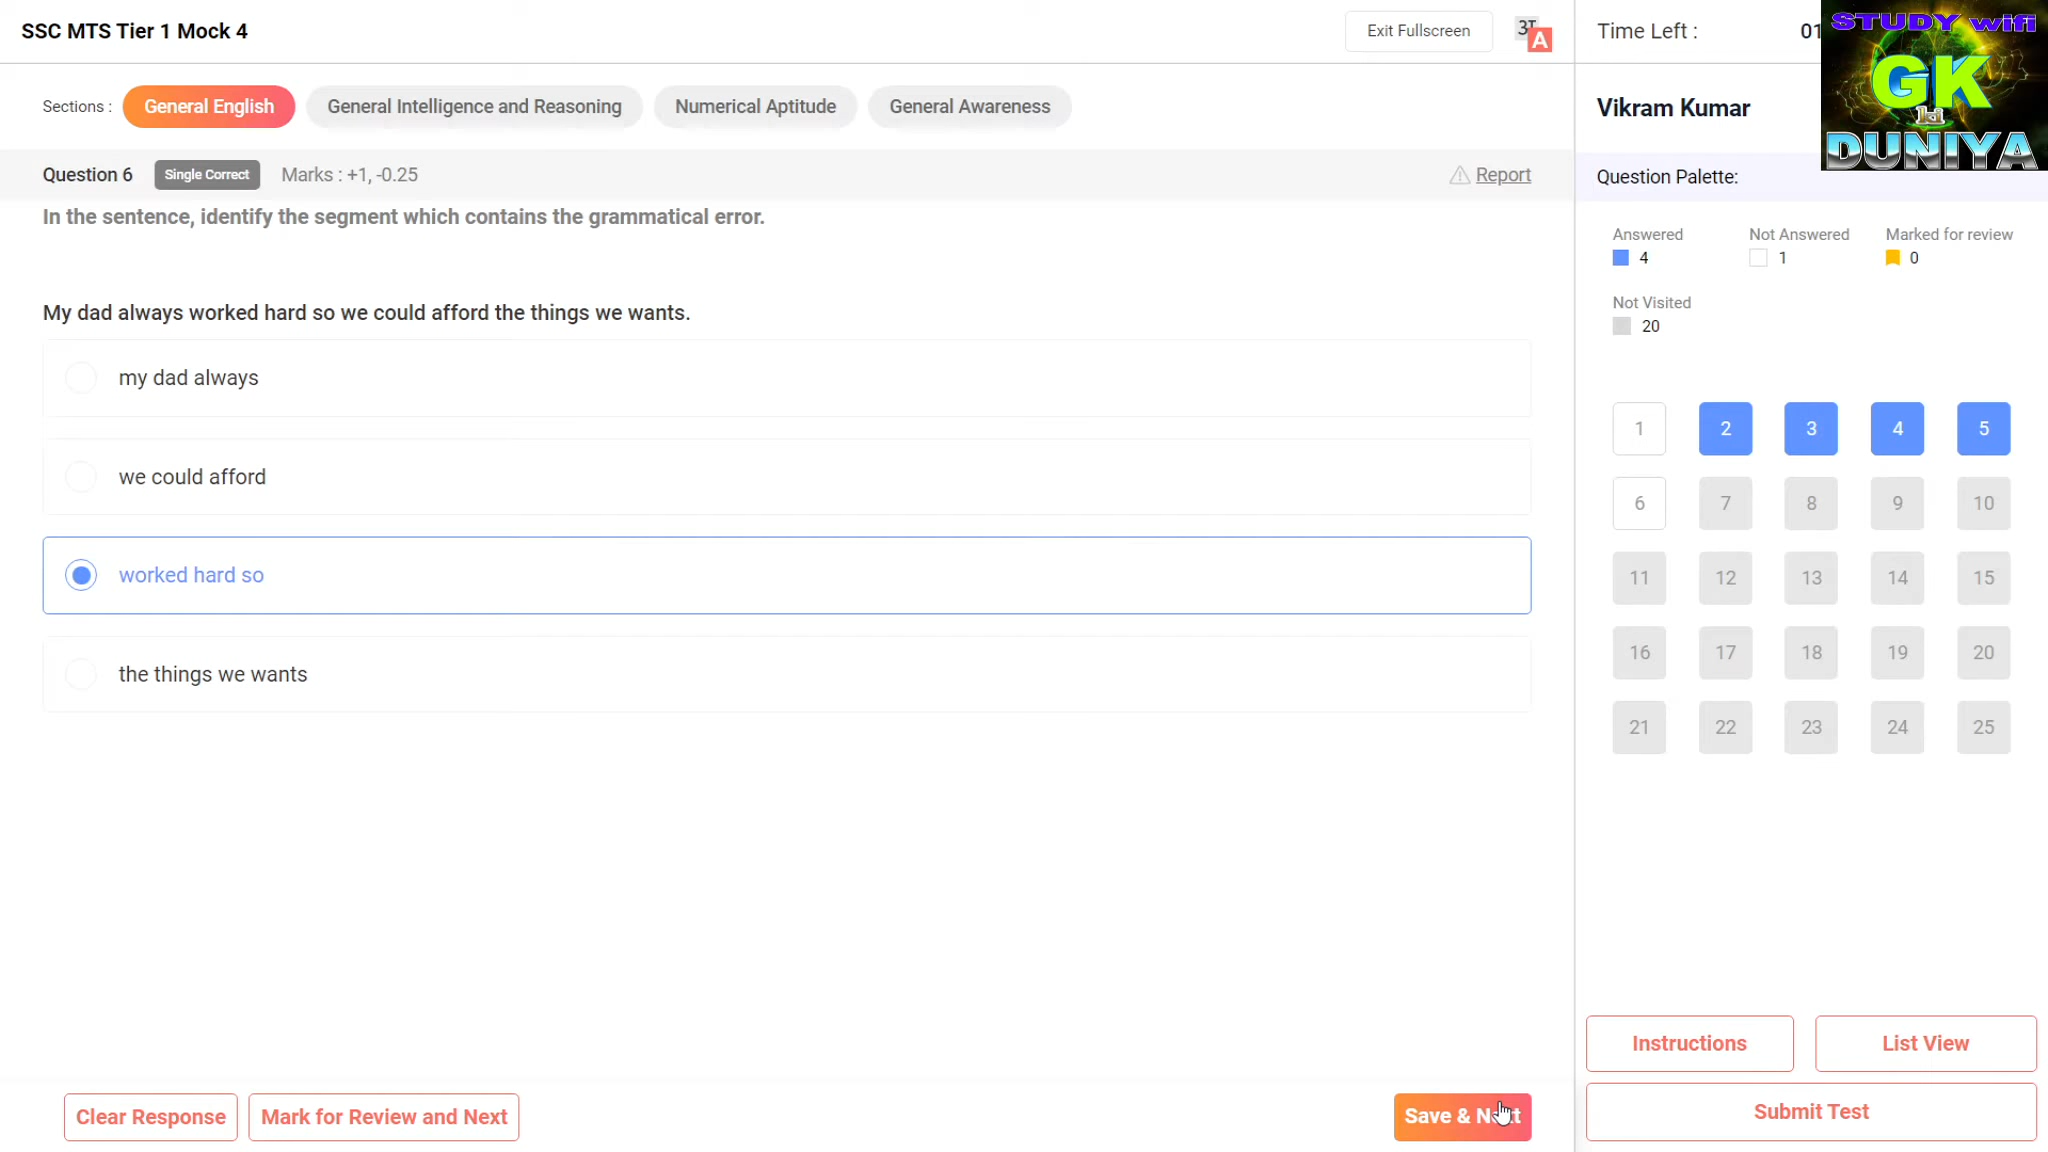 SSC MTS Tier 1 Mock 4
Exit Fullscreen
A
Time Left :
01
STUDY wifi
GK
ki
DUNIYA
Sections :
General English
General Intelligence and Reasoning
Numerical Aptitude
General Awareness
Vikram Kumar
Question 6
Single Correct
Marks : +1, -0.25
Report
Question Palette:
In the sentence, identify the segment which contains the grammatical error.
My dad always worked hard so we could afford the things we wants.
my dad always
we could afford
worked hard so
the things we wants
Answered
4
Not Answered
1
Marked for review
0
Not Visited
20
1 2 3 4 5
6 7 8 9 10
11 12 13 14 15
16 17 18 19 20
21 22 23 24 25
Instructions
List View
Clear Response
Mark for Review and Next
Save & Next
Submit Test